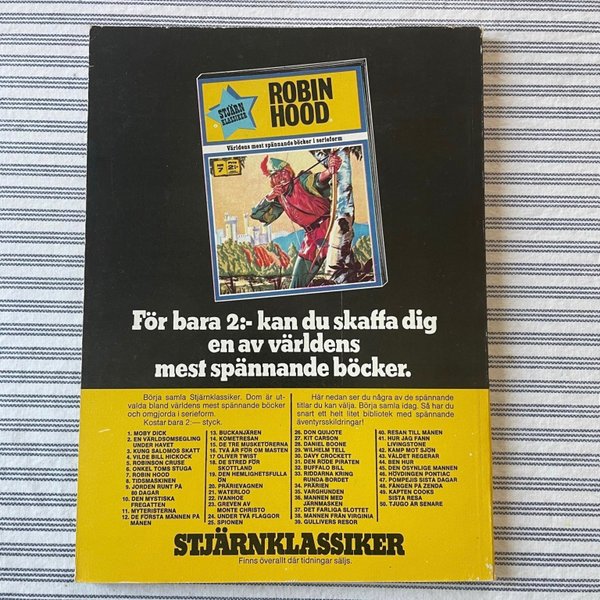 STJÄRN
KLASSIKER
ROBIN
HOOD
Världens mest spännande böcker i serieform
NR
7
Pris
2:-
För bara 2:- kan du skaffa dig
en av världens
mest spännande böcker.
Börja samla Stjärnklassiker. Dom är ut-
valda bland världens mest spännande böcker
och omgjorda i serieform.
Kostar bara 2:— styck.
Här nedan ser du några av de spännande
titlar du kan välja. Börja samla idag. Så har du
snart ett helt litet bibliotek med spännande
äventyrsskildringar!
1. MOBY DICK
2. EN VÄRLDSOMSEGLING
UNDER HAVET
3. KUNG SALOMOS SKATT
4. VILDE BILL HICKOCK
5. ROBINSON CRUSOE
6. ONKEL TOMS STUGA
7. ROBIN HOOD
8. TIDSMASKINEN
9. JORDEN RUNT PÅ
80 DAGAR
10. DEN MYSTISKA
FREGATTEN
11. MYTERISTERNA
12. DE FÖRSTA MÄNNEN PÅ
MÅNEN
13. BUCKANJÄREN
14. KOMETRESAN
15. DE TRE MUSKETÖRERNA
16. TVÅ ÅR FÖR OM MASTEN
17. OLIVER TWIST
18. DE STRED FÖR
SKOTTLAND
19. DEN HEMLIGHETSFULLA
ÖN
20. PRÄRIEVAGNEN
21. WATERLOO
22. IVANHOE
23. GREVEN AV
MONTE CHRISTO
24. UNDER TVÅ FLAGGOR
25. SPIONEN
26. DON QUIJOTE
27. KIT CARSON
28. DANIEL BOONE
29. WILHELM TELL
30. DAVY CROCKETT
31. DEN RÖDE PIRATEN
32. BUFFALO BILL
33. RIDDARNA KRING
RUNDA BORDET
34. PRÄRIEN
35. VARGHUNDEN
36. MANNEN MED
JÄRNMASKEN
37. DET FARLIGA SLOTTET
38. MANNEN FRÅN VIRGINIA
39. GULLIVERS RESOR
40. RESAN TILL MÅNEN
41. HUR JAG FANN
LIVINGSTONE
42. KAMP MOT SJÖN
43. VÅLDET REGERAR
44. BEN HUR
45. DEN OSYNLIGE MANNEN
46. HÖVDINGEN PONTIAC
47. POMPEJIS SISTA DAGAR
48. FÅNGEN PÅ ZENDA
49. KAPTEN COOKS
SISTA RESA
50. TJUGO ÅR SENARE
STJÄRNKLASSIKER
Finns överallt där tidningar säljs.